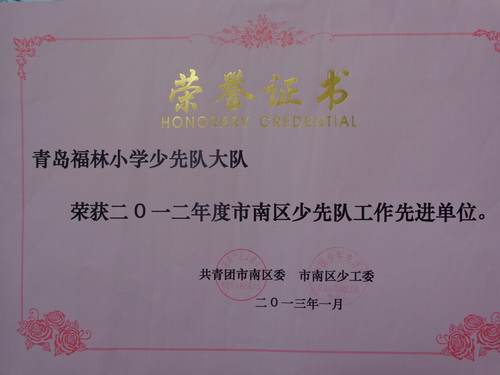 荣誉证书
HONORARY CREDENTIAL
青岛福林小学少先队大队
荣获二〇一二年度市南区少先队工作先进单位。
共青团市南区委 市南区少工委
二〇一三年一月